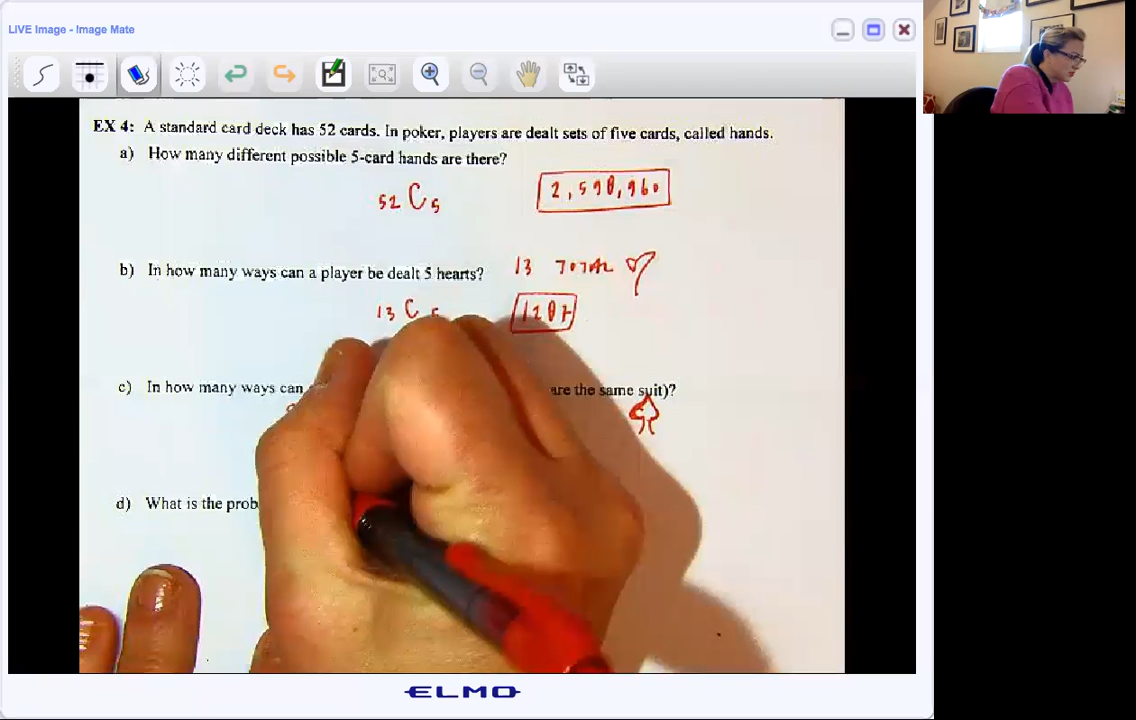 LIVE Image - Image Mate
EX 4: A standard card deck has 52 cards. In poker, players are dealt sets of five cards, called hands.
a) How many different possible 5-card hands are there?
52 C 5
2,598,960
b) In how many ways can a player be dealt 5 hearts?
13 TOTAL
13 C 5
1287
c) In how many ways can are the same suit)?
d) What is the prob
ELMO